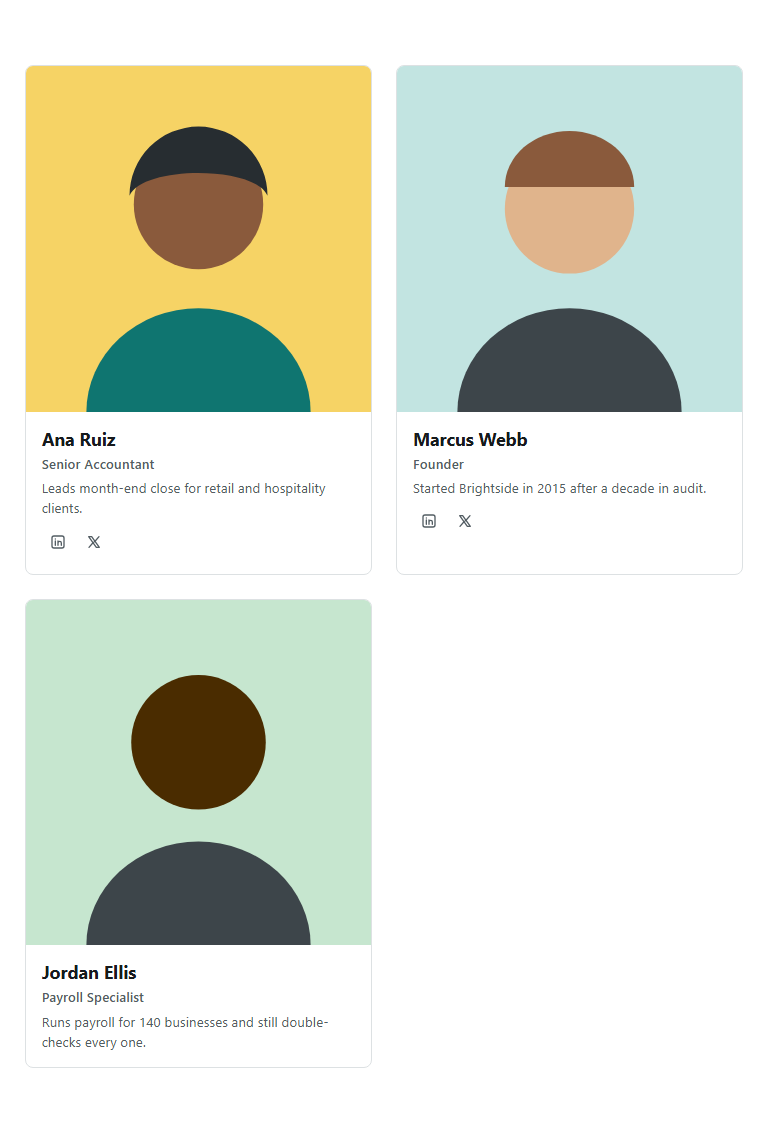 Ana Ruiz
Senior Accountant
Leads month-end close for retail and hospitality
clients.
Marcus Webb
Founder
Started Brightside in 2015 after a decade in audit.
Jordan Ellis
Payroll Specialist
Runs payroll for 140 businesses and still double-
checks every one.